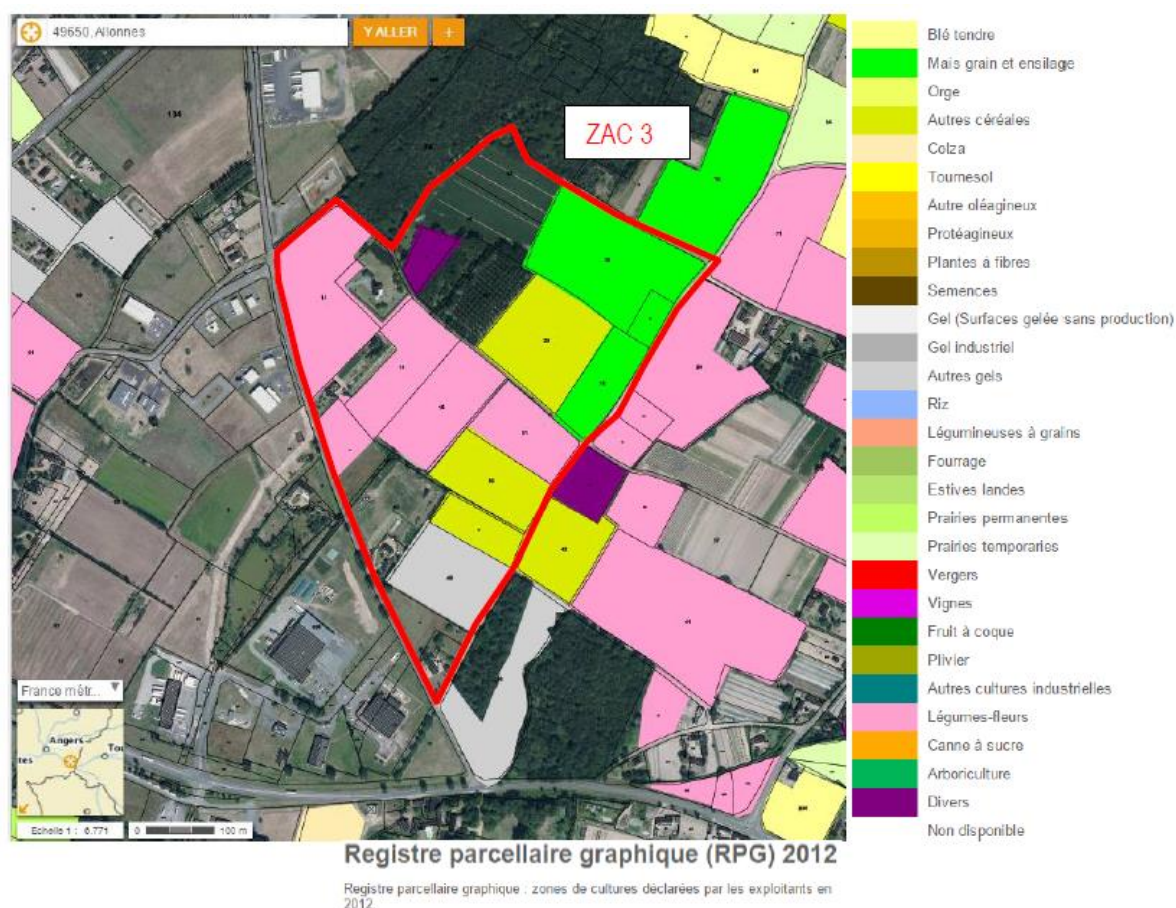 49650, Allonnes
Y ALLER
+
ZAC 3
Blé tendre
Maïs grain et ensilage
Orge
Autres céréales
Colza
Tournesol
Autre oléagineux
Protéagineux
Plantes à fibres
Semences
Gel (Surfaces gelée sans production)
Gel industriel
Autres gels
Riz
Légumineuses à grains
Fourrage
Estives landes
Prairies permanentes
Prairies temporaries
Vergers
Vignes
Fruit à coque
Plivier
Autres cultures industrielles
Légumes-fleurs
Canne à sucre
Arboriculture
Divers
Non disponible
France métr...
Angers
Echelle 1 : 6.771
0
100 m
Registre parcellaire graphique (RPG) 2012
Registre parcellaire graphique : zones de cultures déclarées par les exploitants en
2012